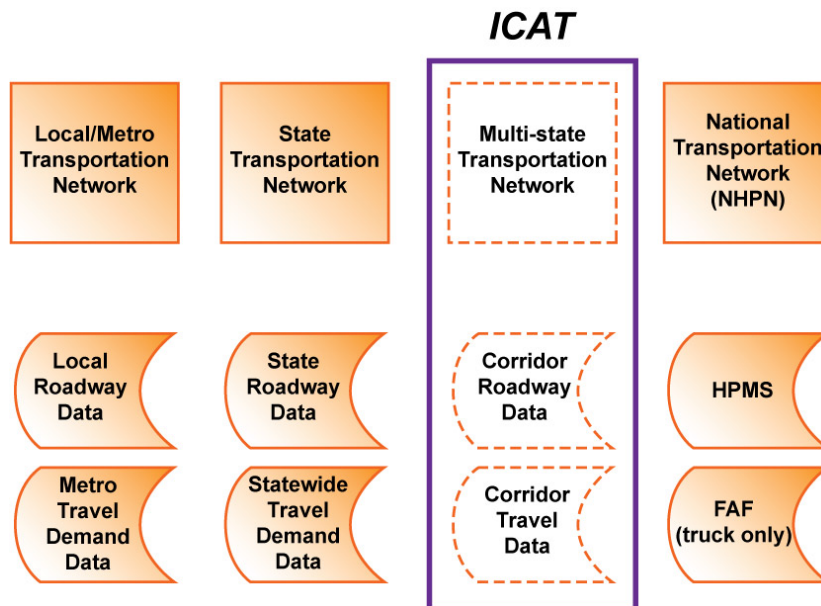 ICAT
Local/Metro
Transportation
Network
State
Transportation
Network
Multi-state
Transportation
Network
National
Transportation
Network
(NHPN)
Local
Roadway
Data
State
Roadway
Data
Corridor
Roadway
Data
HPMS
Metro
Travel
Demand
Data
Statewide
Travel
Demand
Data
Corridor
Travel
Data
FAF
(truck only)